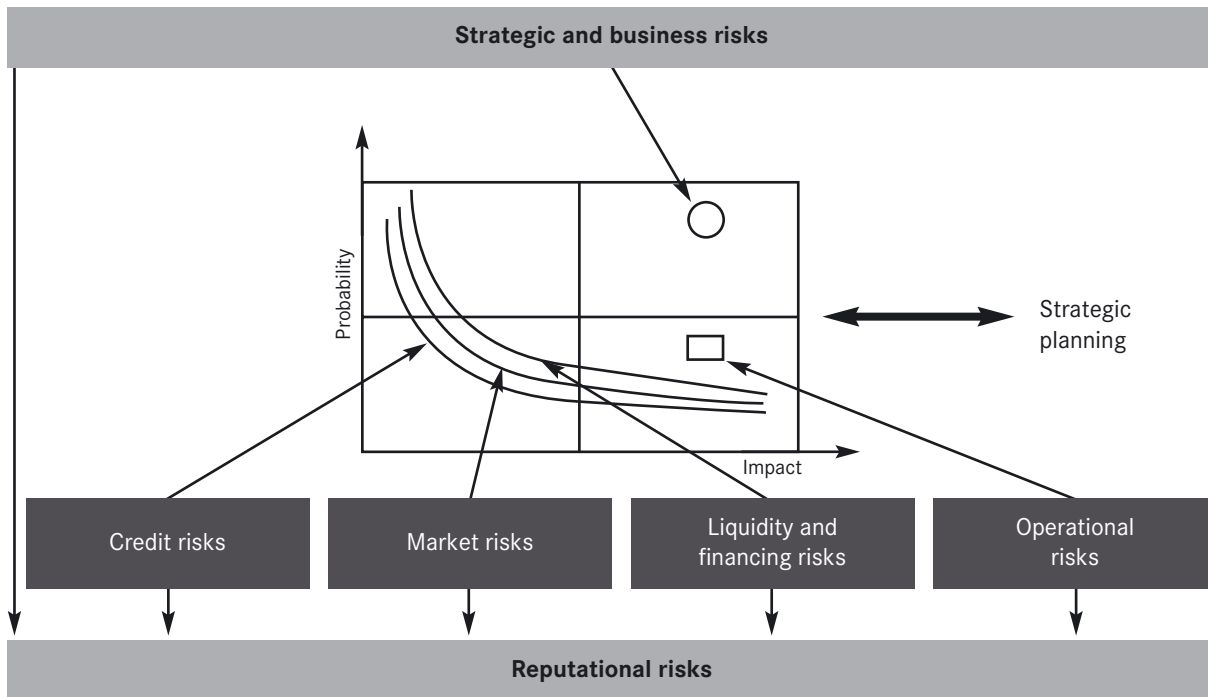 Strategic and business risks
Probability
Strategic
planning
Impact
Credit risks
Market risks
Liquidity and
financing risks
Operational
risks
Reputational risks